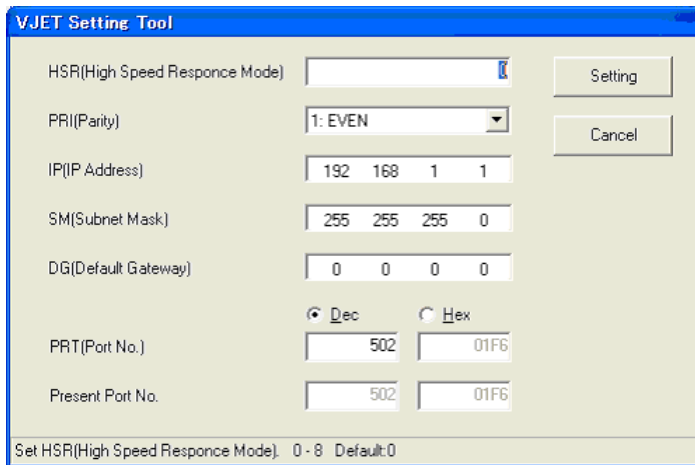 VJET Setting Tool
HSR(High Speed Responce Mode) 0 Setting
PRI(Parity) 1: EVEN Cancel
IP(IP Address) 192 168 1 1
SM(Subnet Mask) 255 255 255 0
DG(Default Gateway) 0 0 0 0
Dec Hex
PRT(Port No.) 502 01F6
Present Port No. 502 01F6
Set HSR(High Speed Responce Mode). 0 - 8 Default:0